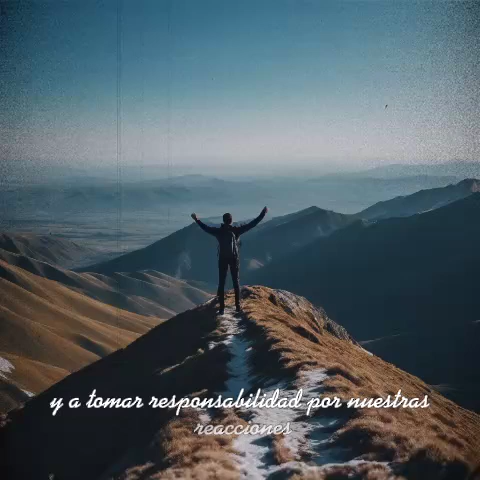 y a tomar responsabilidad por nuestras
reacciones